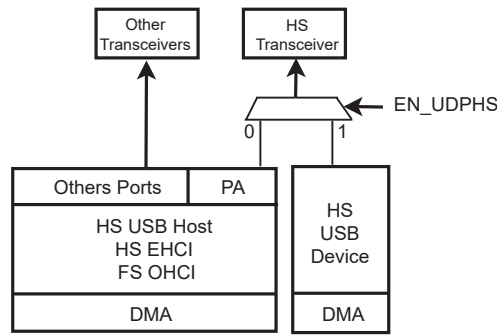 Other
Transceivers
HS
Transceiver
EN_UDPHS
0
1
Others Ports
PA
HS USB Host
HS EHCI
FS OHCI
DMA
HS
USB
Device
DMA